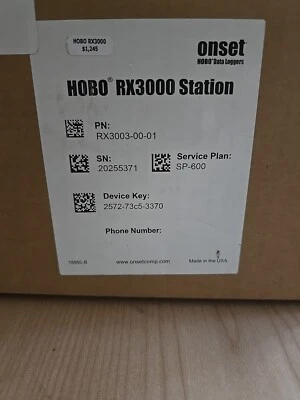 HOBO RX3000
$1,245
onset
HOBO® Data Loggers
HOBO® RX3000 Station
PN:
RX3003-00-01
SN:
20255371
Service Plan:
SP-600
Device Key:
2572-73c5-3370
Phone Number:
www.onsetcomp.com
Made in the USA